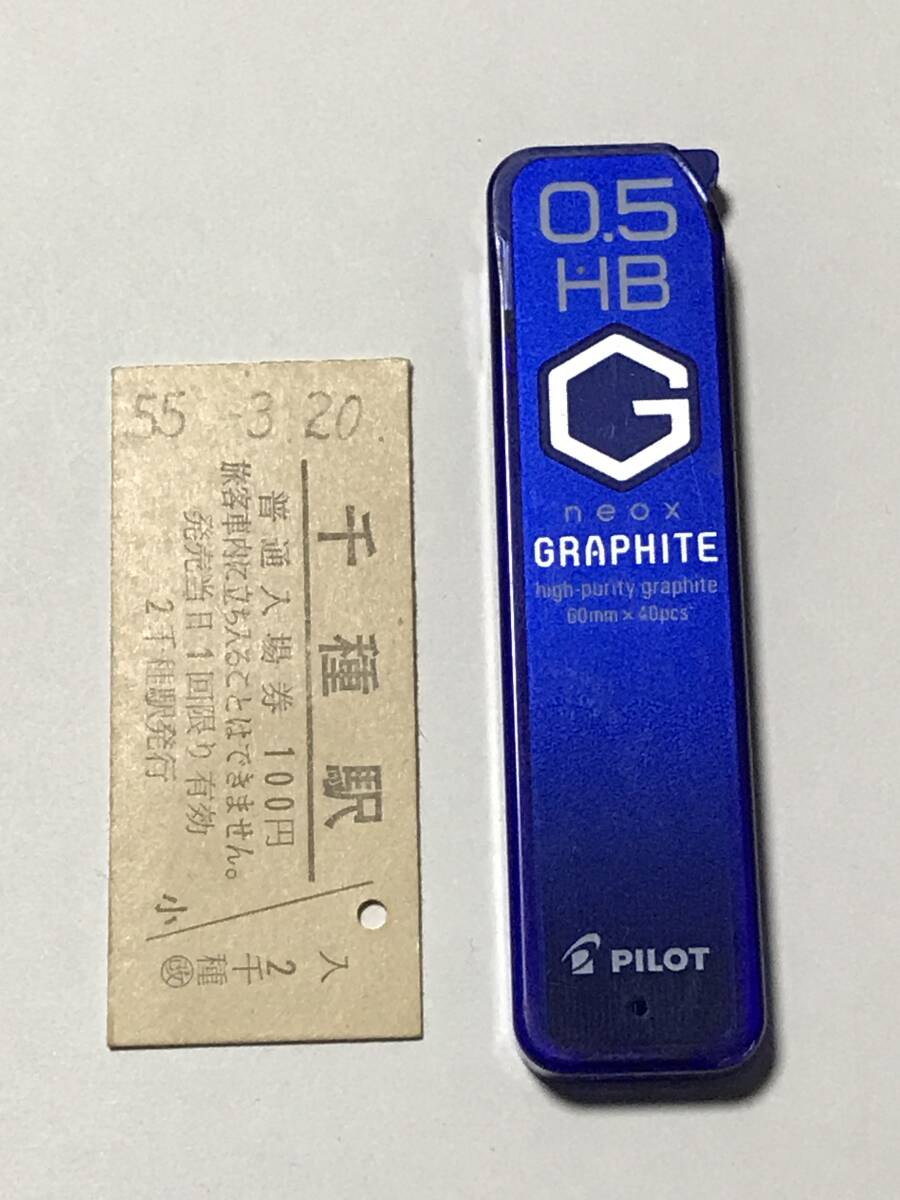 55 3.20
千種駅
普通入場券 100円
旅客車内に立ち入ることはできません。
発売当日1回限り有効
2千種駅発行
小
入
2千
種
改
0.5
HB
G
neox
GRAPHITE
high-purity graphite
60mm×40pcs
PILOT